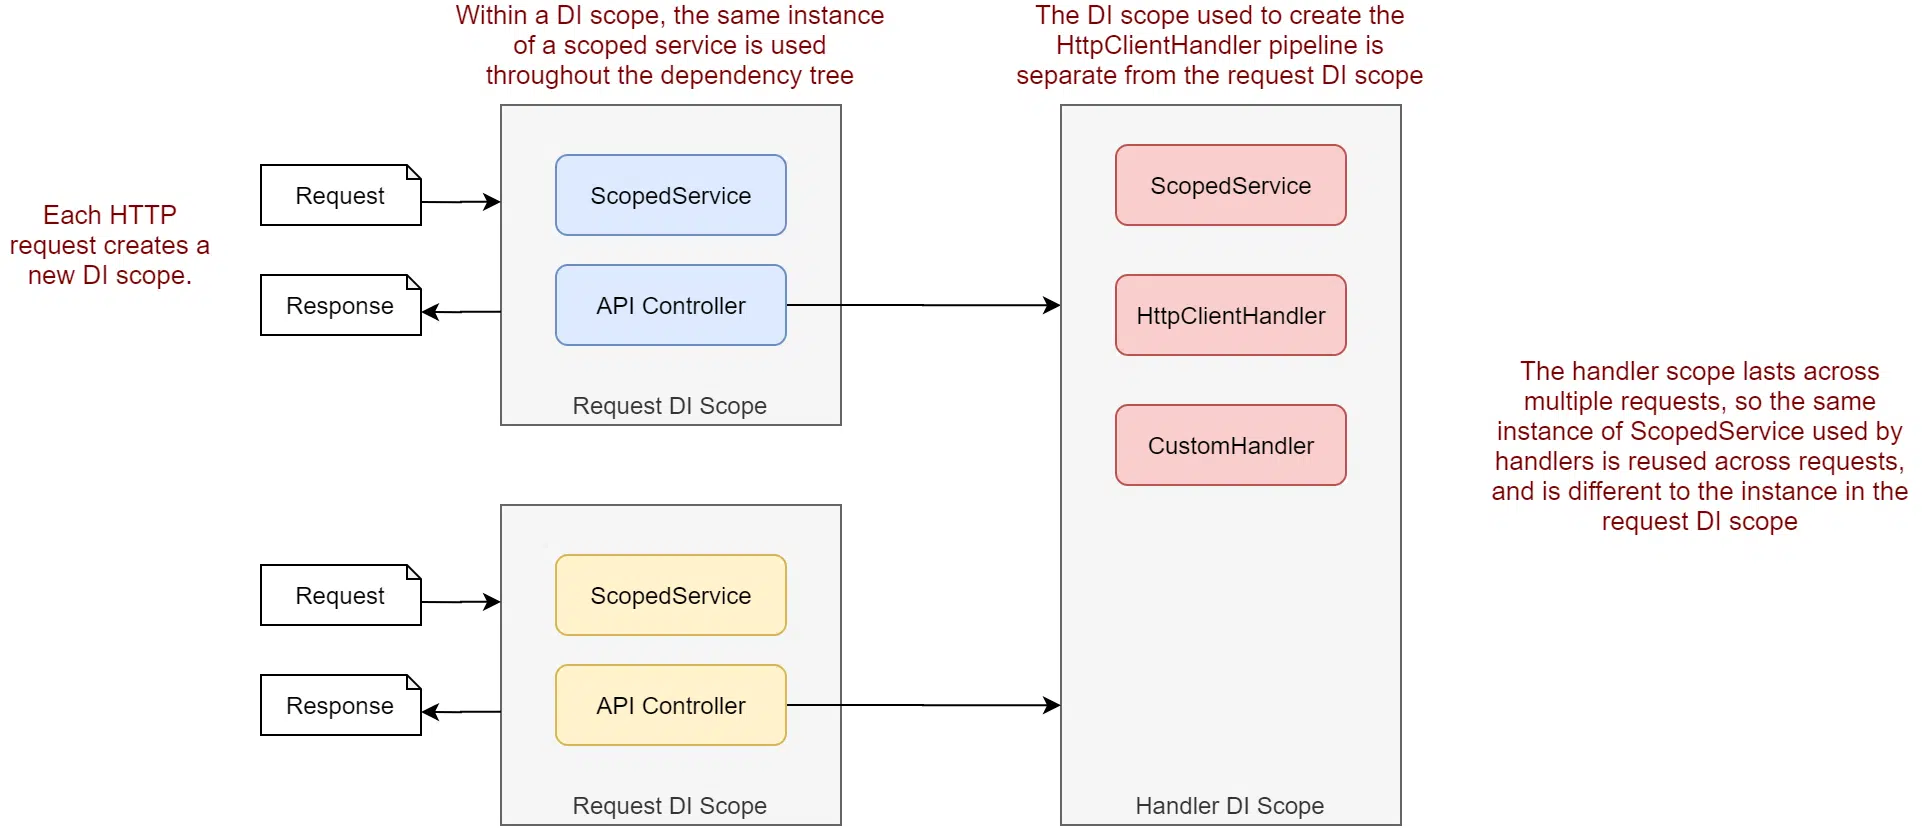 Within a DI scope, the same instance
of a scoped service is used
throughout the dependency tree
The DI scope used to create the
HttpClientHandler pipeline is
separate from the request DI scope
Each HTTP
request creates a
new DI scope.
Request
Response
ScopedService
API Controller
Request DI Scope
Request
Response
ScopedService
API Controller
Request DI Scope
ScopedService
HttpClientHandler
CustomHandler
Handler DI Scope
The handler scope lasts across
multiple requests, so the same
instance of ScopedService used by
handlers is reused across requests,
and is different to the instance in the
request DI scope